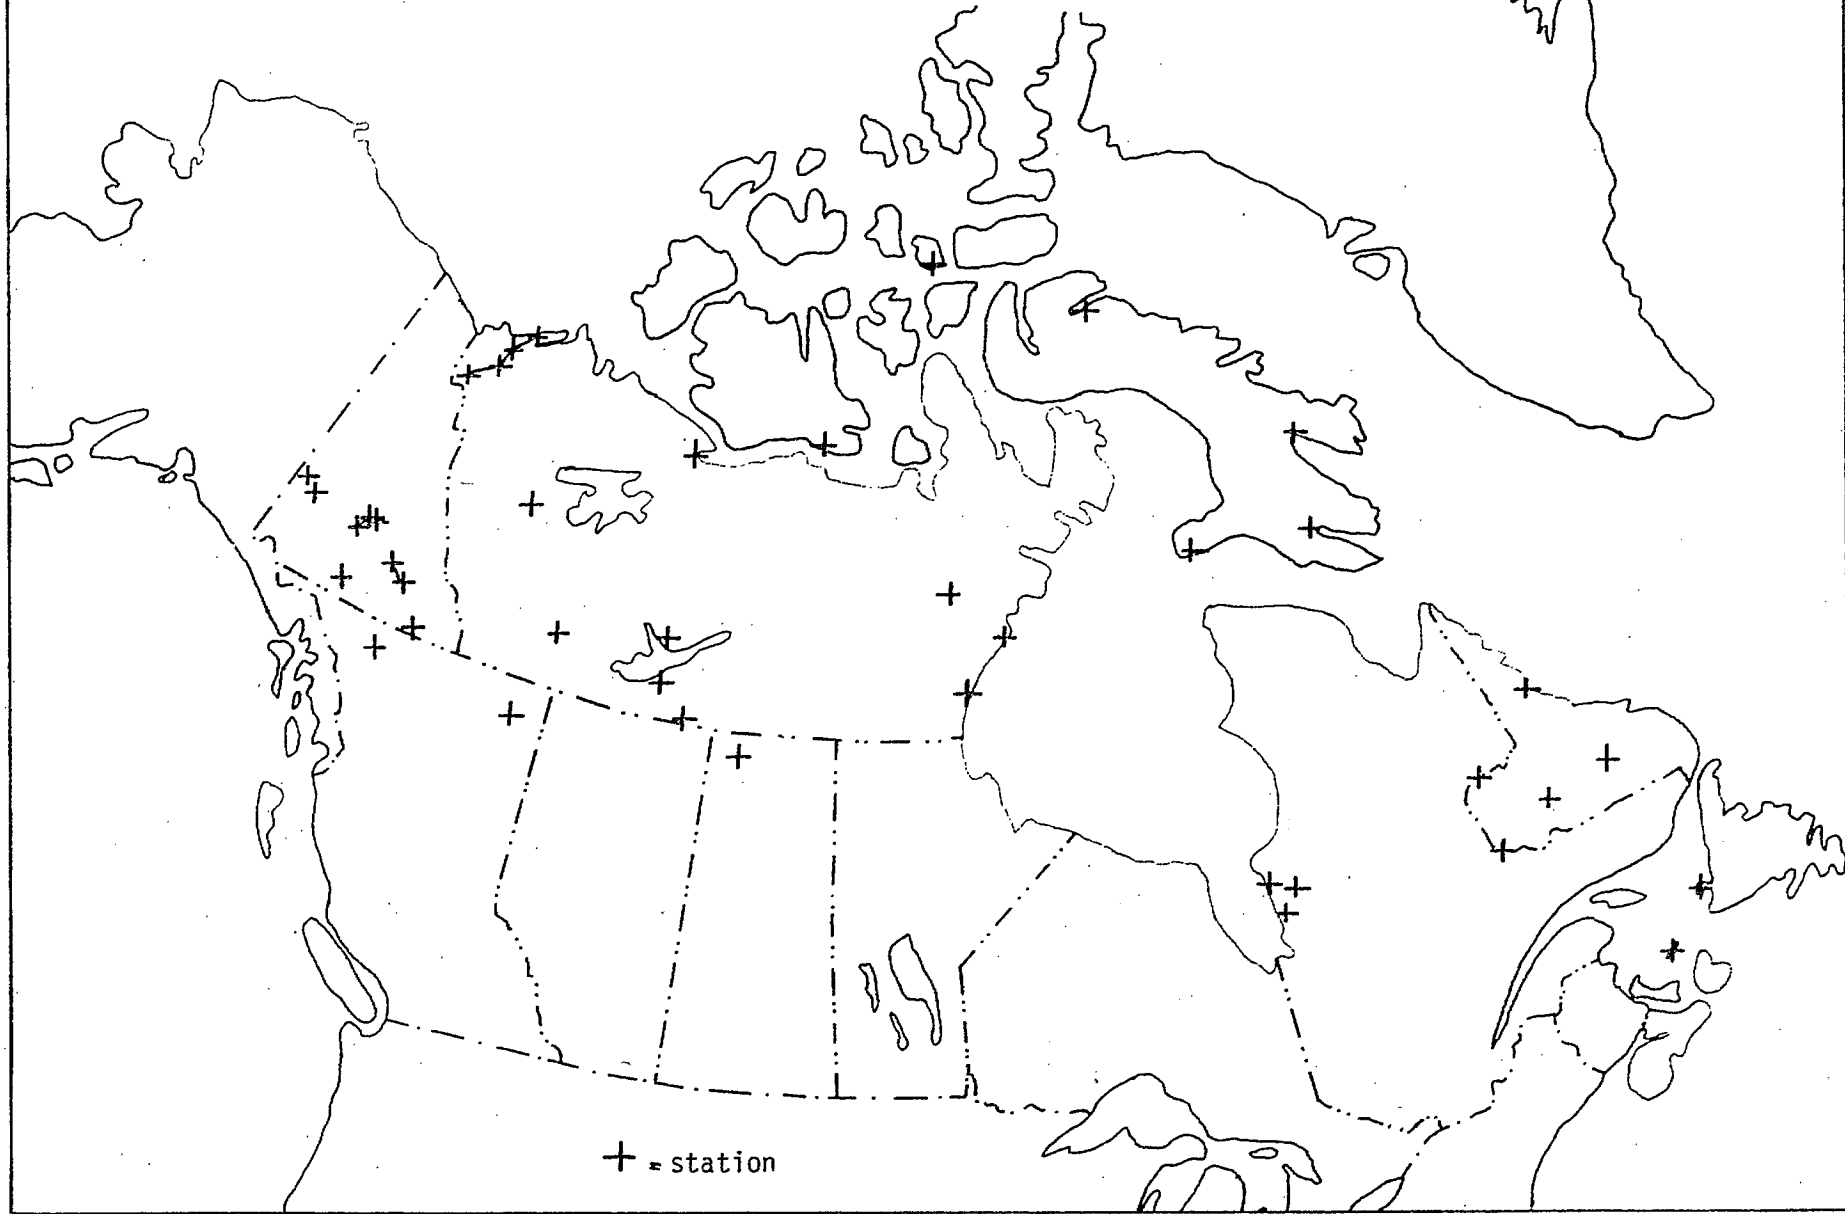 + = station